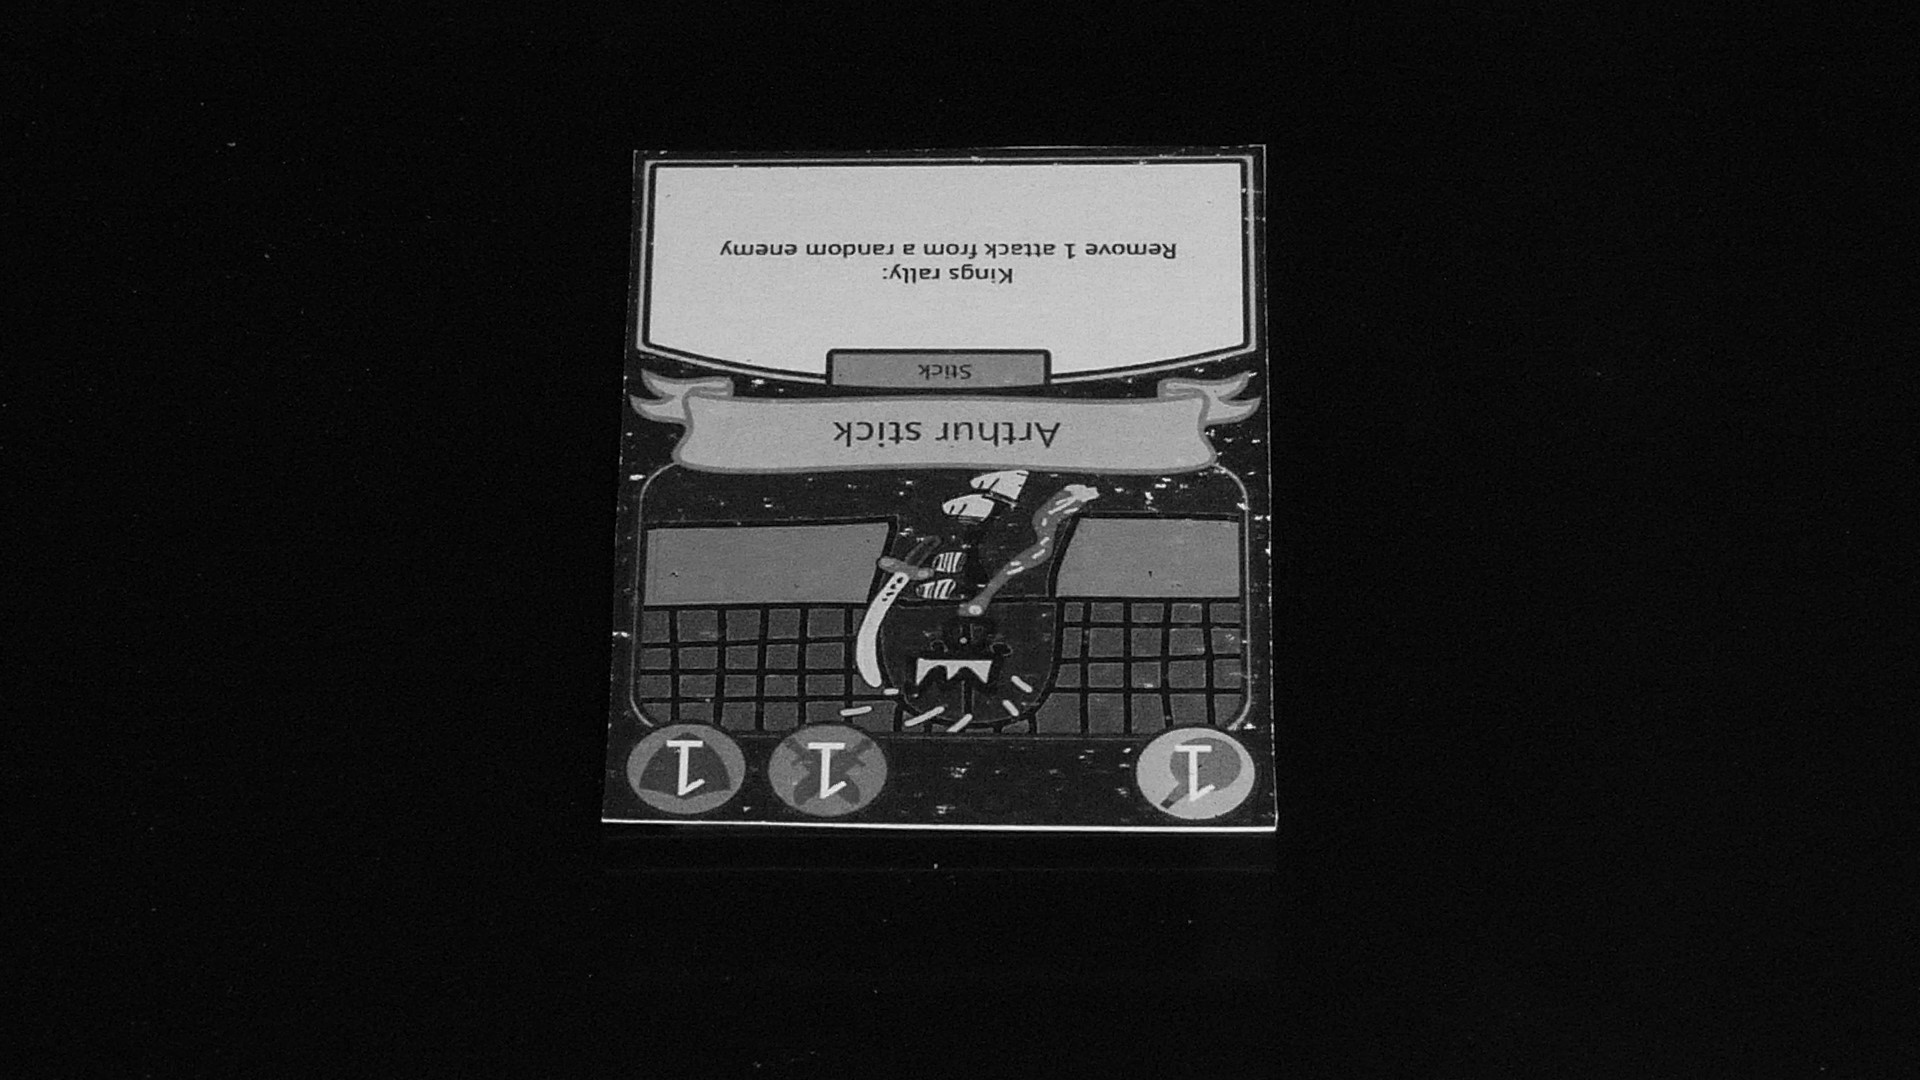 1 1 1
Arthur stick
Stick
Kings rally:
Remove 1 attack from a random enemy